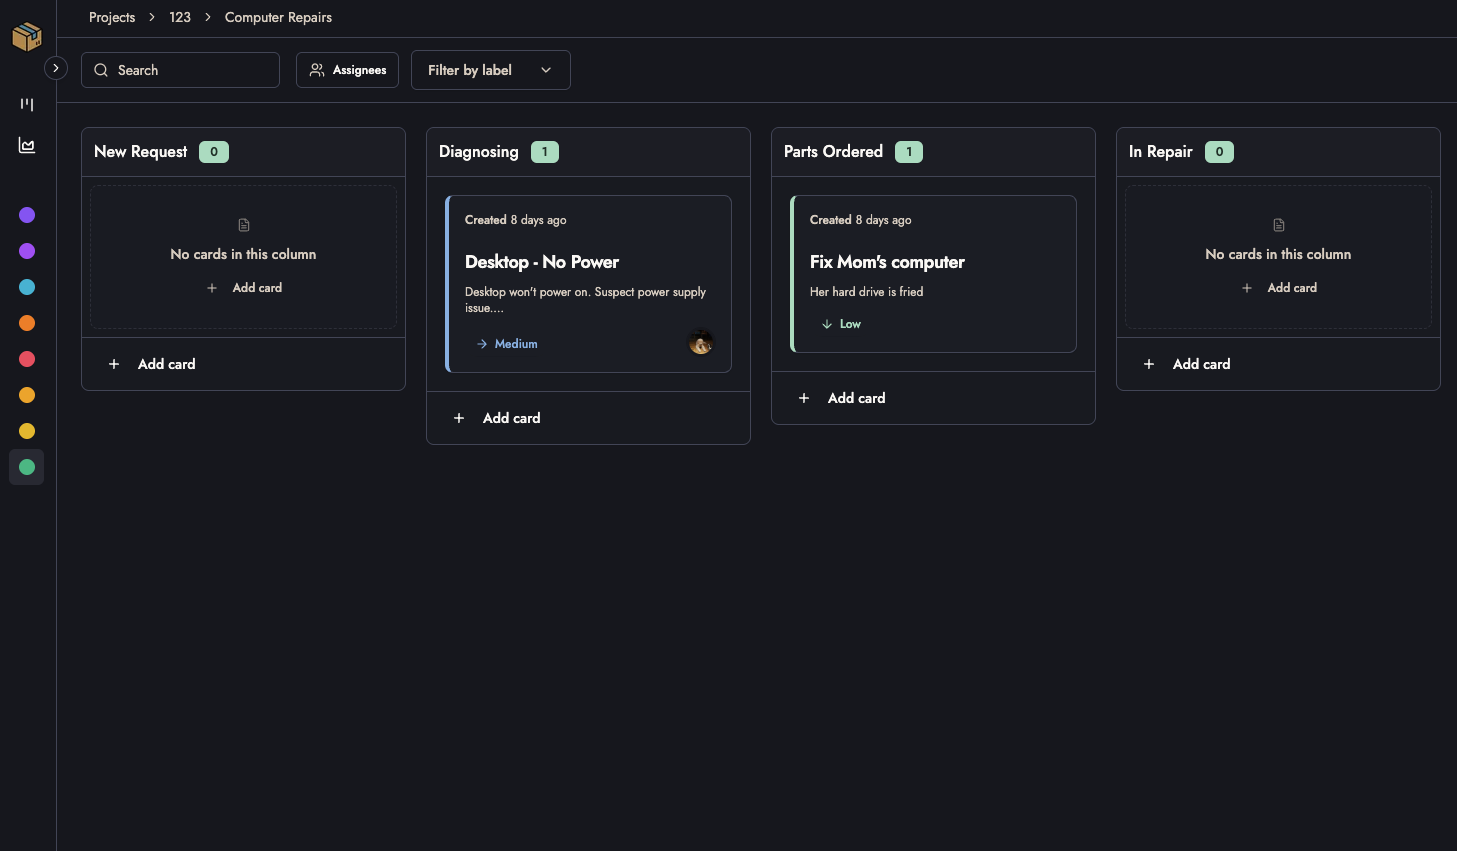 Projects > 123 > Computer Repairs
Search
Assignees
Filter by label
New Request 0
No cards in this column
+ Add card
+ Add card
Diagnosing 1
Created 8 days ago
Desktop - No Power
Desktop won't power on. Suspect power supply
issue....
→ Medium
+ Add card
Parts Ordered 1
Created 8 days ago
Fix Mom's computer
Her hard drive is fried
↓ Low
+ Add card
In Repair 0
No cards in this column
+ Add card
+ Add card